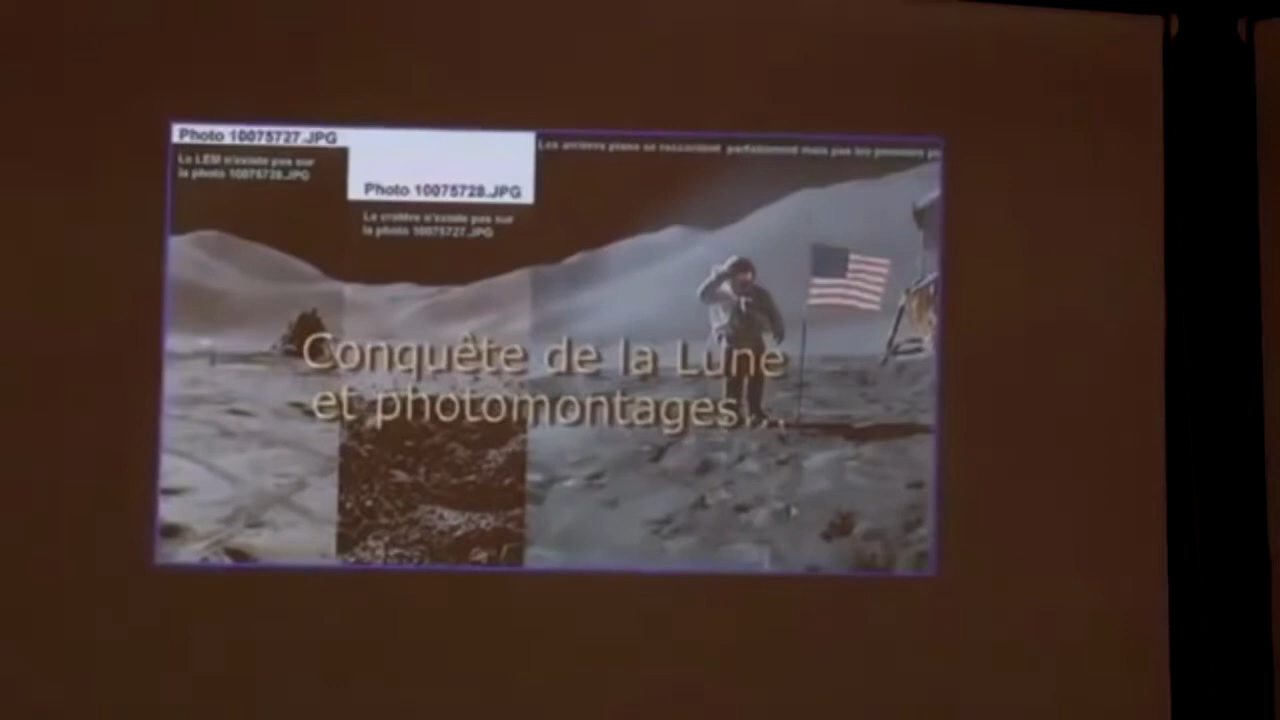 Photo 10075727.JPG
Le LEM n'existe pas sur
la photo 10075728.JPG
Photo 10075728.JPG
Le cratère n'existe pas sur
la photo 10075727.JPG
Les arrières plans se raccordent parfaitement mais pas les premiers
Conquête de la Lune
et photomontages...